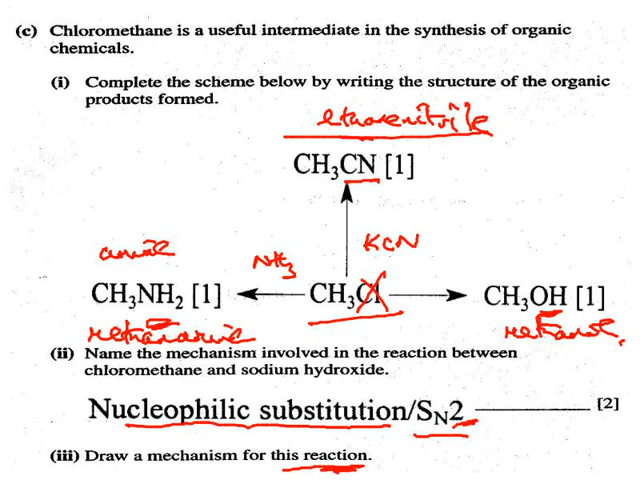 (c) Chloromethane is a useful intermediate in the synthesis of organic
chemicals.
(i) Complete the scheme below by writing the structure of the organic
products formed.
ethanenitrile
CH₃CN [1]
KCN
amine
NH₃
CH₃NH₂ [1]
CH₃Cl
CH₃OH [1]
methanol
(ii) Name the mechanism involved in the reaction between
chloromethane and sodium hydroxide.
Nucleophilic substitution/S_N2 [2]
(iii) Draw a mechanism for this reaction.